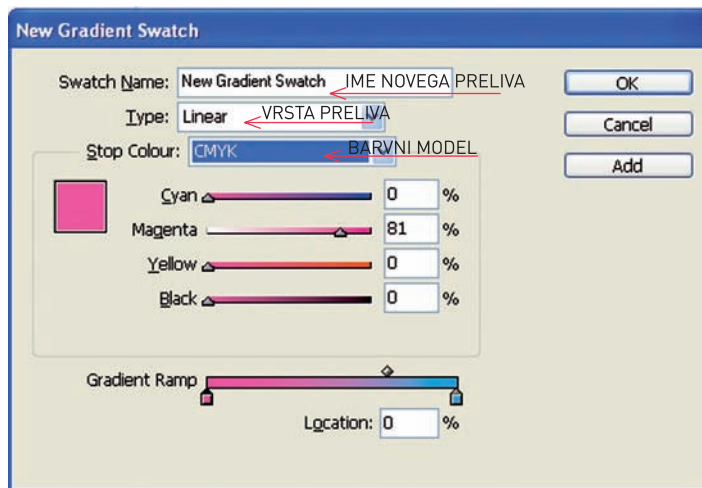 New Gradient Swatch
Swatch Name: New Gradient Swatch IME NOVEGA PRELIVA OK
Type: Linear VRSTA PRELIVA Cancel
Stop Colour: CMYK BARVNI MODEL Add
Cyan 0 %
Magenta 81 %
Yellow 0 %
Black 0 %
Gradient Ramp
Location: 0 %